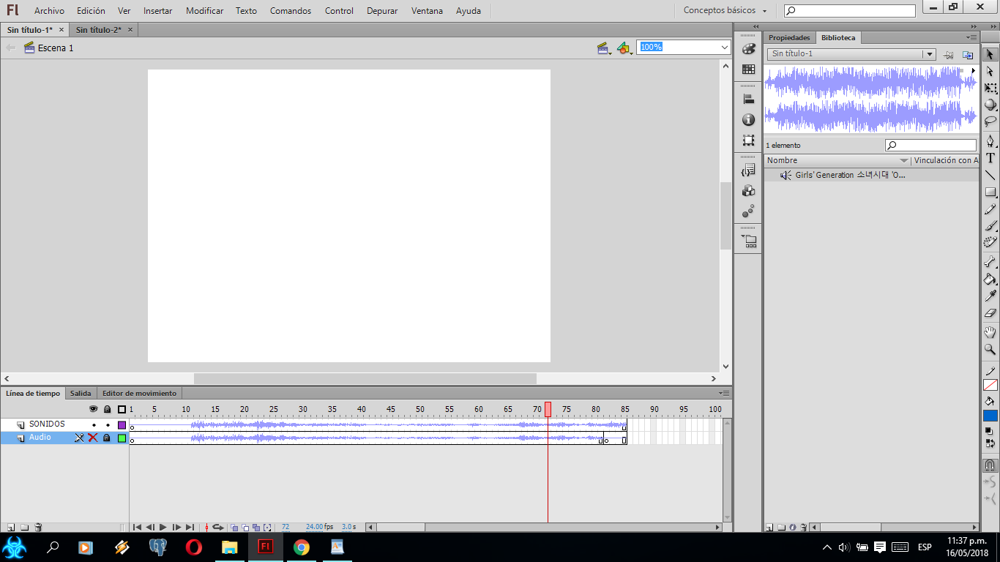 Fl Archivo Edición Ver Insertar Modificar Texto Comandos Control Depurar Ventana Ayuda Conceptos básicos
Sin título-1* Sin título-2*
Escena 1 100%
Propiedades Biblioteca
Sin título-1
1 elemento
Nombre Vinculación con A
Girls' Generation 소녀시대 'O...
T
Línea de tiempo Salida Editor de movimiento
1 5 10 15 20 25 30 35 40 45 50 55 60 65 70 75 80 85 90 95 100
SONIDOS
Audio
72 24.00 fps 3.0 s
Fl
ESP
11:37 p.m.
16/05/2018